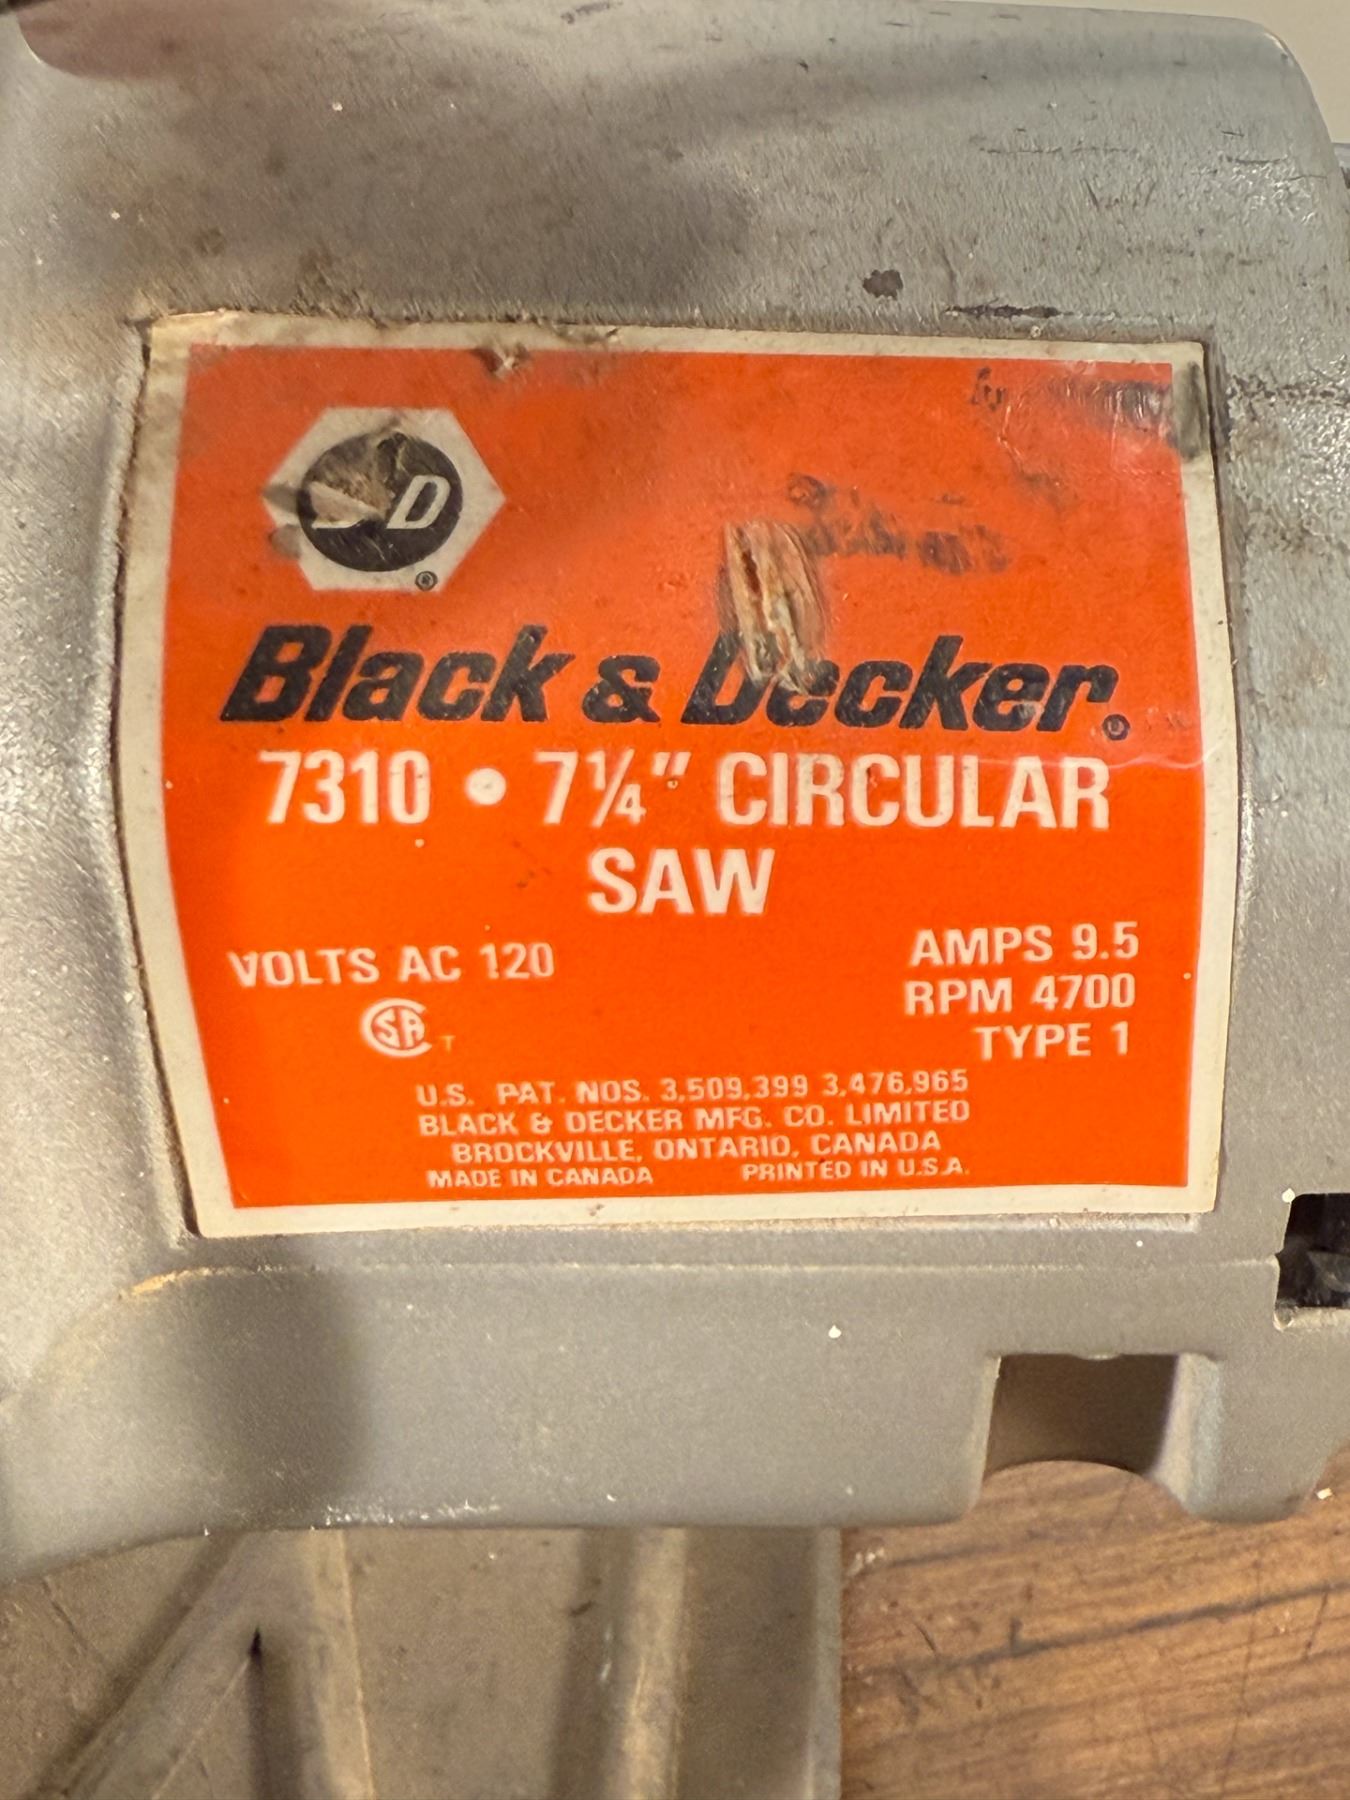 D
®
Black & Decker®
7310 • 7¼" CIRCULAR
SAW
VOLTS AC 120
AMPS 9.5
RPM 4700
TYPE 1
SA T
U.S. PAT. NOS. 3,509,399 3,476,965
BLACK & DECKER MFG. CO. LIMITED
BROCKVILLE, ONTARIO, CANADA
MADE IN CANADA PRINTED IN U.S.A.